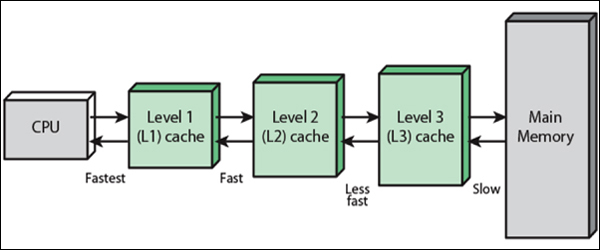 CPU
Level 1
(L1) cache
Level 2
(L2) cache
Level 3
(L3) cache
Main
Memory
Fastest
Fast
Less
fast
Slow